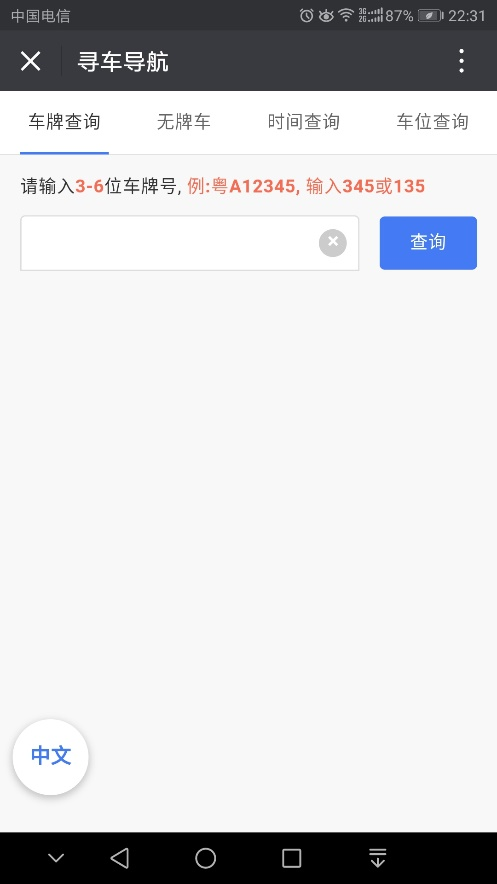 中国电信 3G 2G 87% 22:31
寻车导航
车牌查询 无牌车 时间查询 车位查询
请输入3-6位车牌号, 例:粤A12345, 输入345或135
查询
中文